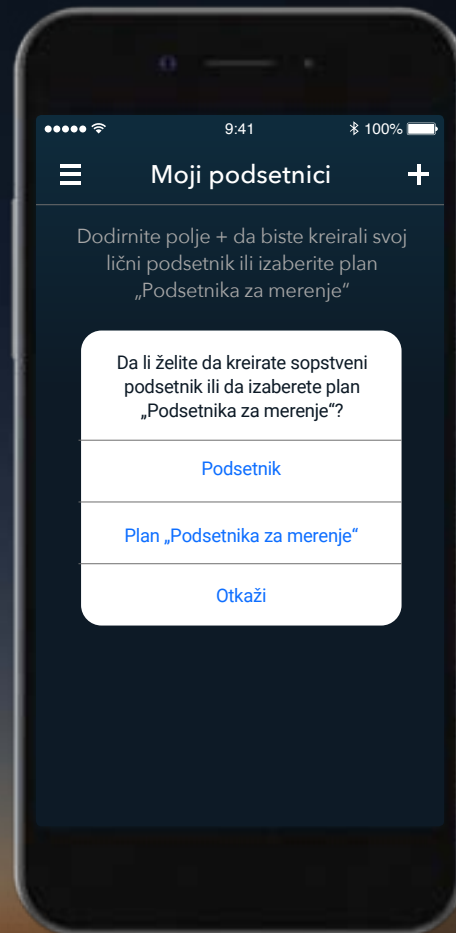 9:41
100%
Moji podsetnici
+
Dodirnite polje + da biste kreirali svoj
lični podsetnik ili izaberite plan
„Podsetnika za merenje“
Da li želite da kreirate sopstveni
podsetnik ili da izaberete plan
„Podsetnika za merenje“?
Podsetnik
Plan „Podsetnika za merenje“
Otkaži